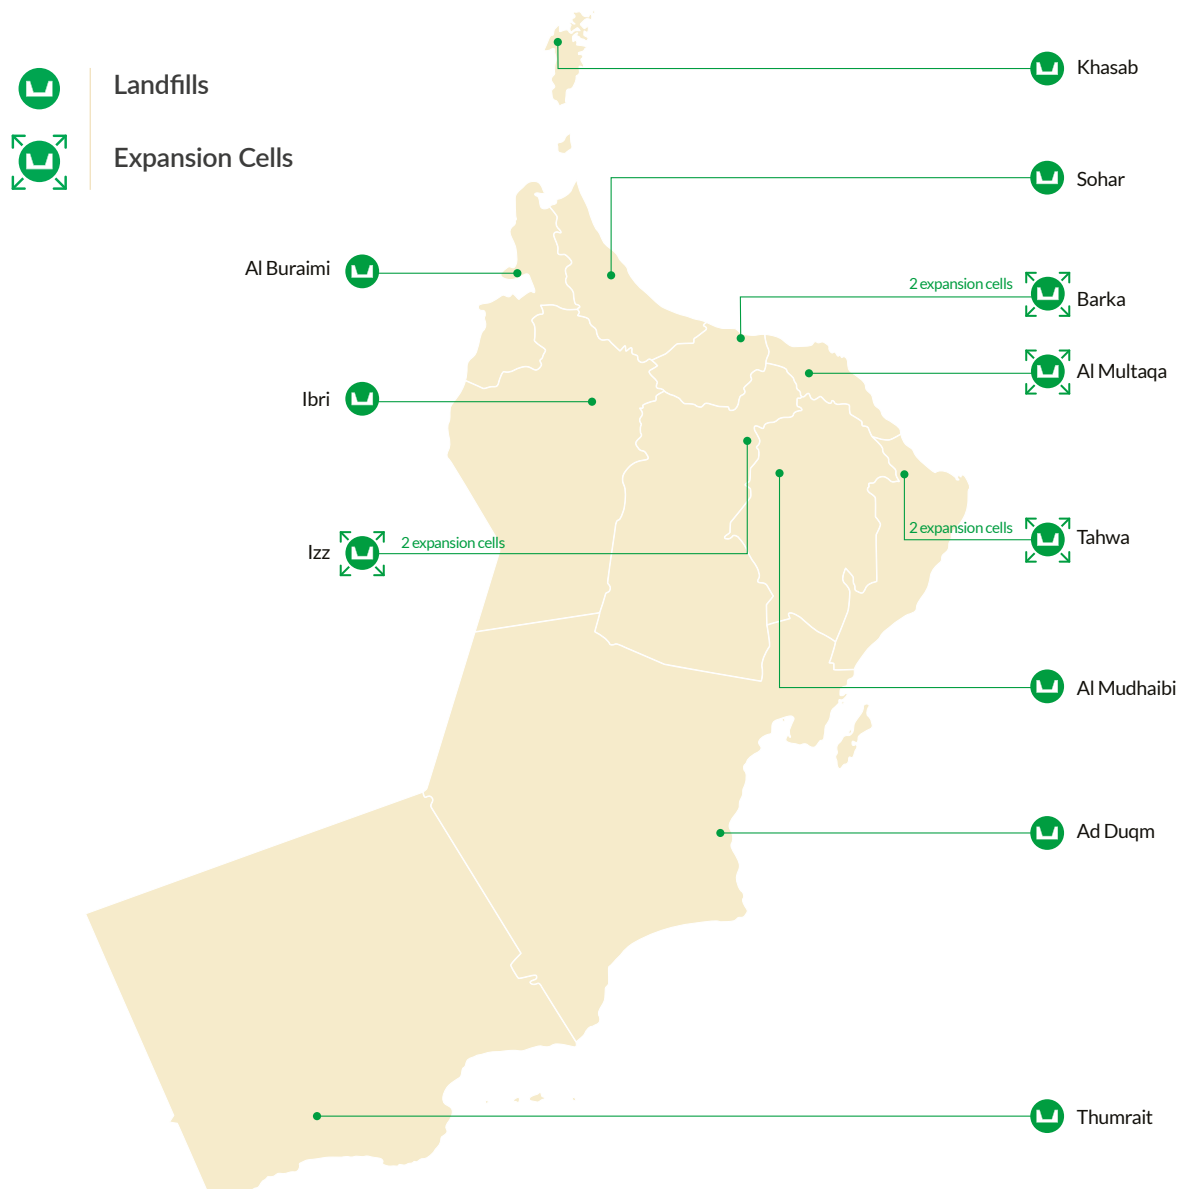 Landfills
Expansion Cells
Khasab
Sohar
Al Buraimi
2 expansion cells
Barka
Al Multaqa
Ibri
2 expansion cells
Tahwa
Izz
2 expansion cells
Al Mudhaibi
Ad Duqm
Thumrait